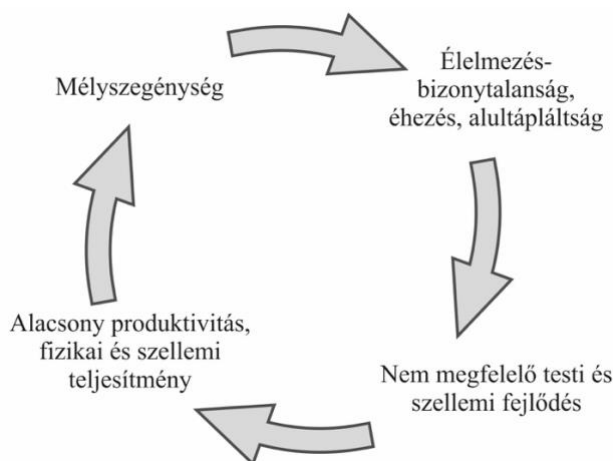 Mélyszegénység
Élelmezés-
bizonytalanság,
éhezés, alultápláltság
Nem megfelelő testi és
szellemi fejlődés
Alacsony produktivitás,
fizikai és szellemi
teljesítmény